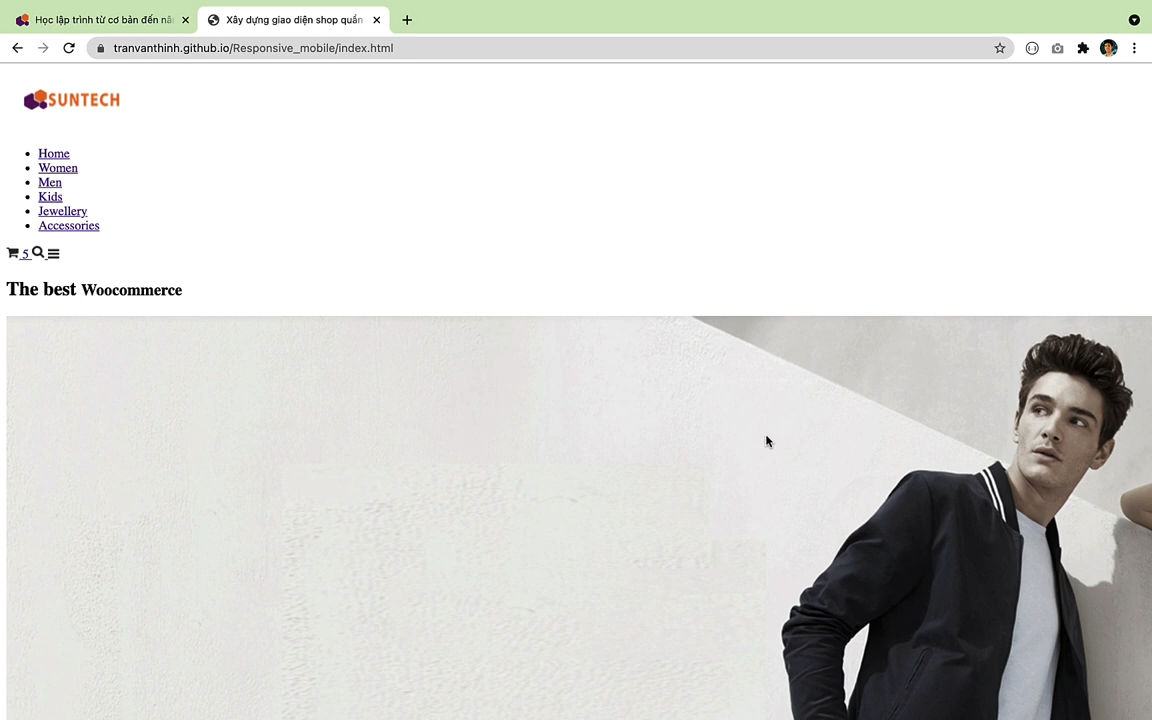 Học lập trình từ cơ bản đến nâ
Xây dựng giao diện shop quần
tranvanthinh.github.io/Responsive_mobile/index.html
SUNTECH
Home
Women
Men
Kids
Jewellery
Accessories
5
The best Woocommerce